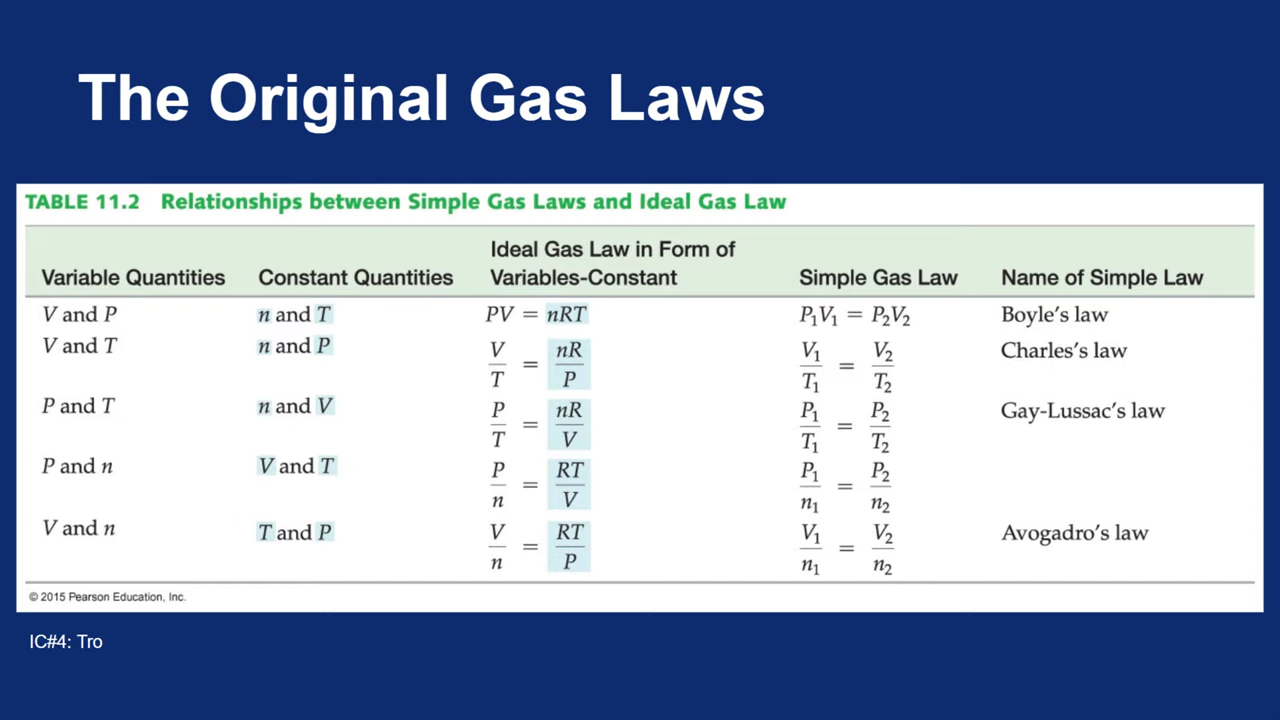 The Original Gas Laws
TABLE 11.2 Relationships between Simple Gas Laws and Ideal Gas Law
Variable Quantities Constant Quantities Ideal Gas Law in Form of Variables-Constant Simple Gas Law Name of Simple Law
V and P n and T PV = nRT P₁V₁ = P₂V₂ Boyle's law
V and T n and P V/T = nR/P V₁/T₁ = V₂/T₂ Charles's law
P and T n and V P/T = nR/V P₁/T₁ = P₂/T₂ Gay-Lussac's law
P and n V and T P/n = RT/V P₁/n₁ = P₂/n₂
V and n T and P V/n = RT/P V₁/n₁ = V₂/n₂ Avogadro's law
© 2015 Pearson Education, Inc.
IC#4: Tro